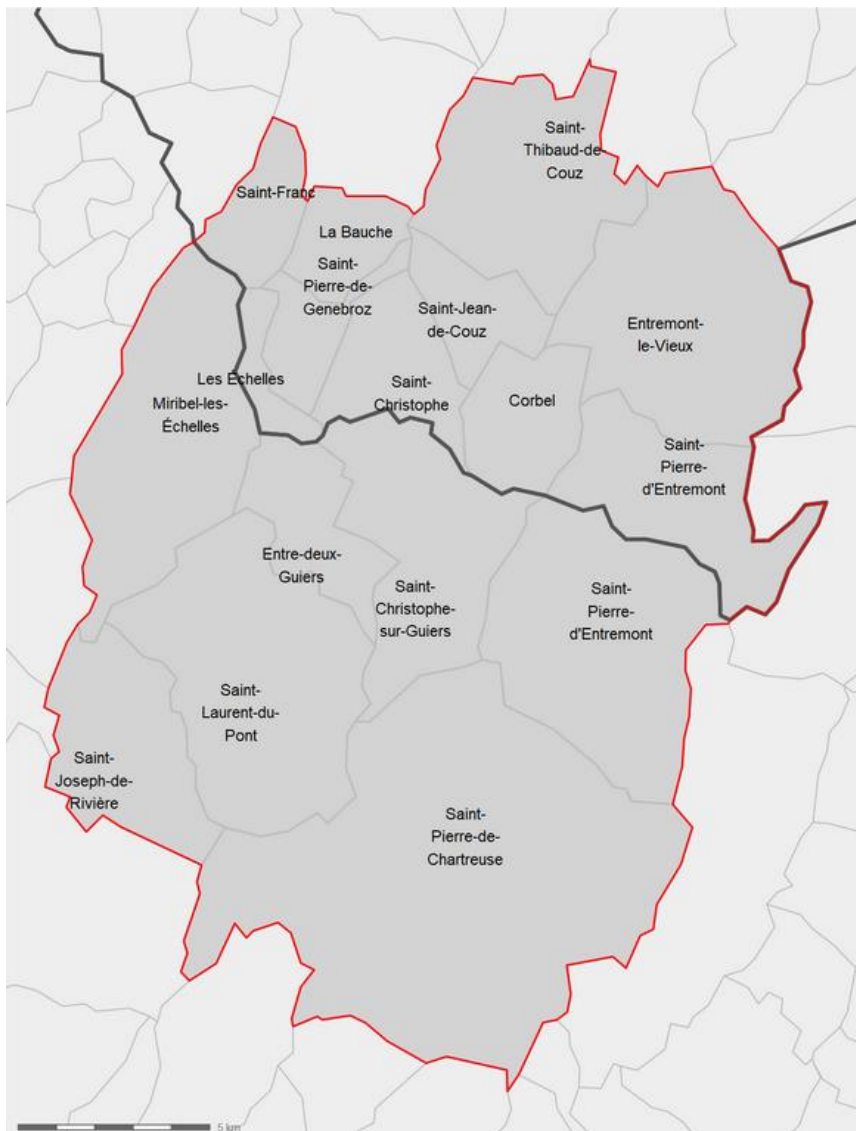 Saint-
Thibaud-de-
Couz
Saint-Franc
La Bauche
Saint-
Pierre-de-
Genebroz
Saint-Jean-
de-Couz
Entremont-
le-Vieux
Les Échelles
Miribel-les-
Échelles
Saint-
Christophe
Corbel
Saint-
Pierre-
d'Entremont
Entre-deux-
Guiers
Saint-
Christophe-
sur-Guiers
Saint-
Pierre-
d'Entremont
Saint-
Laurent-du-
Pont
Saint-
Joseph-de-
Rivière
Saint-
Pierre-de-
Chartreuse
5 km